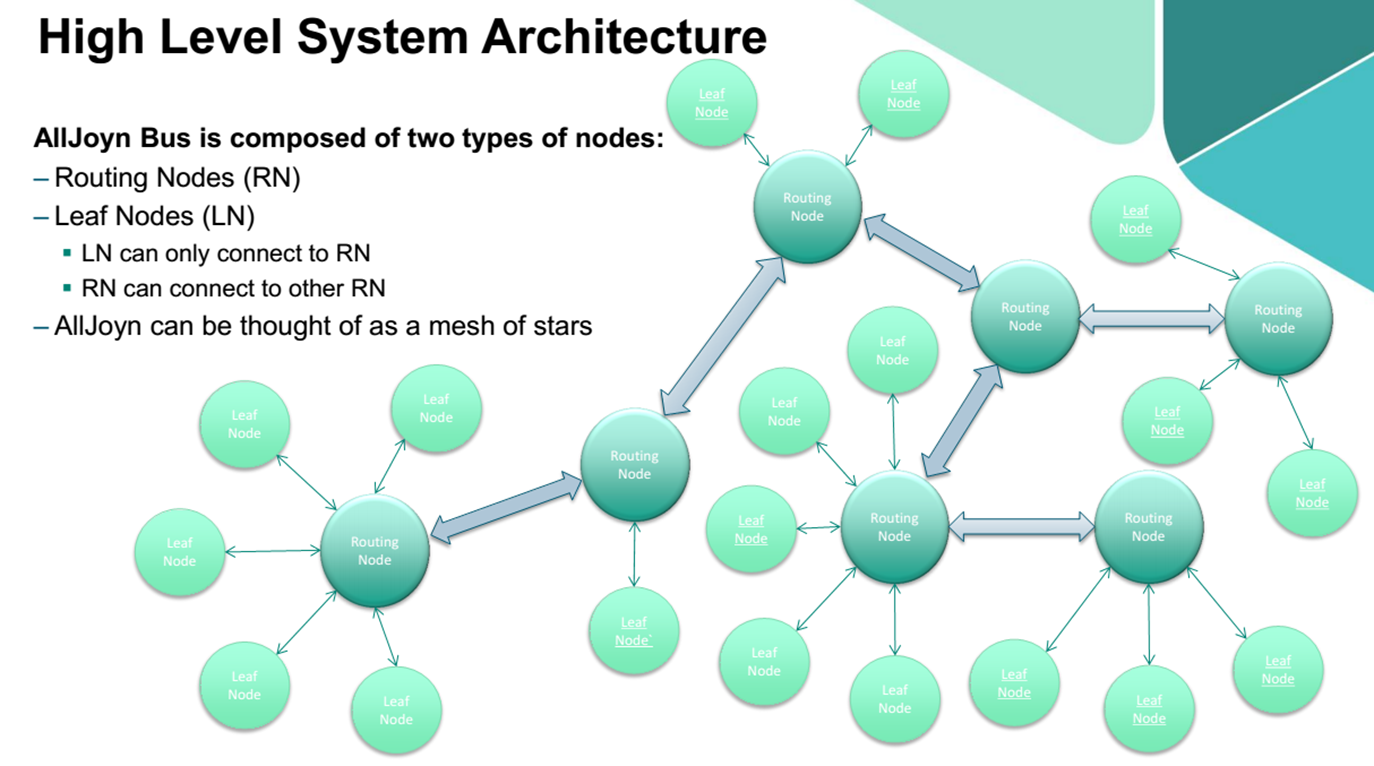 High Level System Architecture
AllJoyn Bus is composed of two types of nodes:
– Routing Nodes (RN)
– Leaf Nodes (LN)
▪ LN can only connect to RN
▪ RN can connect to other RN
– AllJoyn can be thought of as a mesh of stars
Leaf
Node
Leaf
Node
Routing
Node
Leaf
Node
Routing
Node
Routing
Node
Leaf
Node
Leaf
Node
Leaf
Node
Leaf
Node
Leaf
Node
Leaf
Node
Routing
Node
Leaf
Node
Routing
Node
Leaf
Node
Routing
Node
Routing
Node
Leaf
Node
Leaf
Node`
Leaf
Node
Leaf
Node
Leaf
Node
Leaf
Node
Leaf
Node
Leaf
Node
Leaf
Node
Leaf
Node